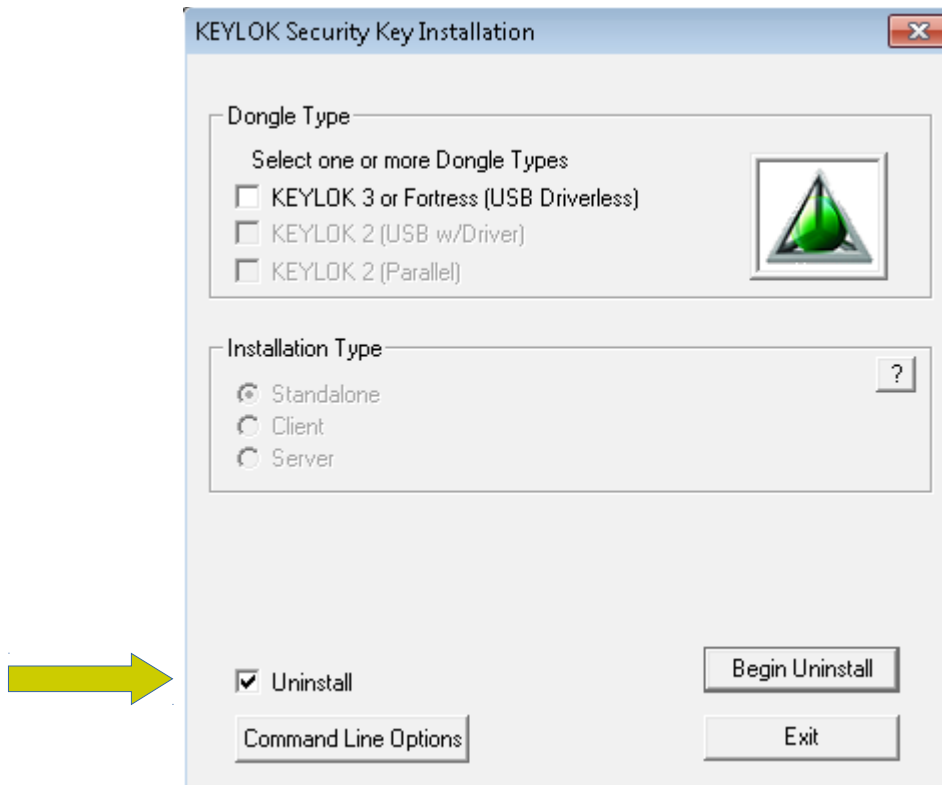 KEYLOK Security Key Installation
Dongle Type
Select one or more Dongle Types
KEYLOK 3 or Fortress (USB Driverless)
KEYLOK 2 (USB w/Driver)
KEYLOK 2 (Parallel)
Installation Type
?
Standalone
Client
Server
Uninstall
Begin Uninstall
Command Line Options
Exit